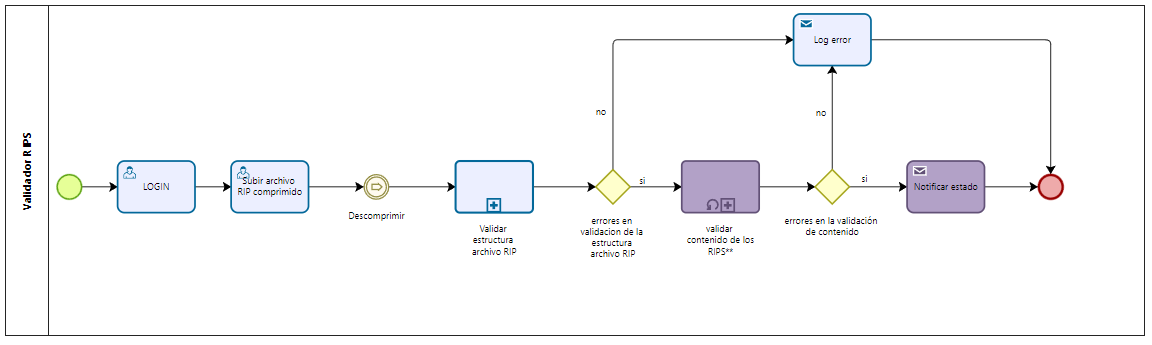 Validador RIPS
LOGIN
Subir archivo
RIP comprimido
Descomprimir
Validar
estructura
archivo RIP
no
si
errores en
validacion de la
estructura
archivo RIP
validar
contenido de los
RIPS**
Log error
no
si
errores en la validación
de contenido
Notificar estado